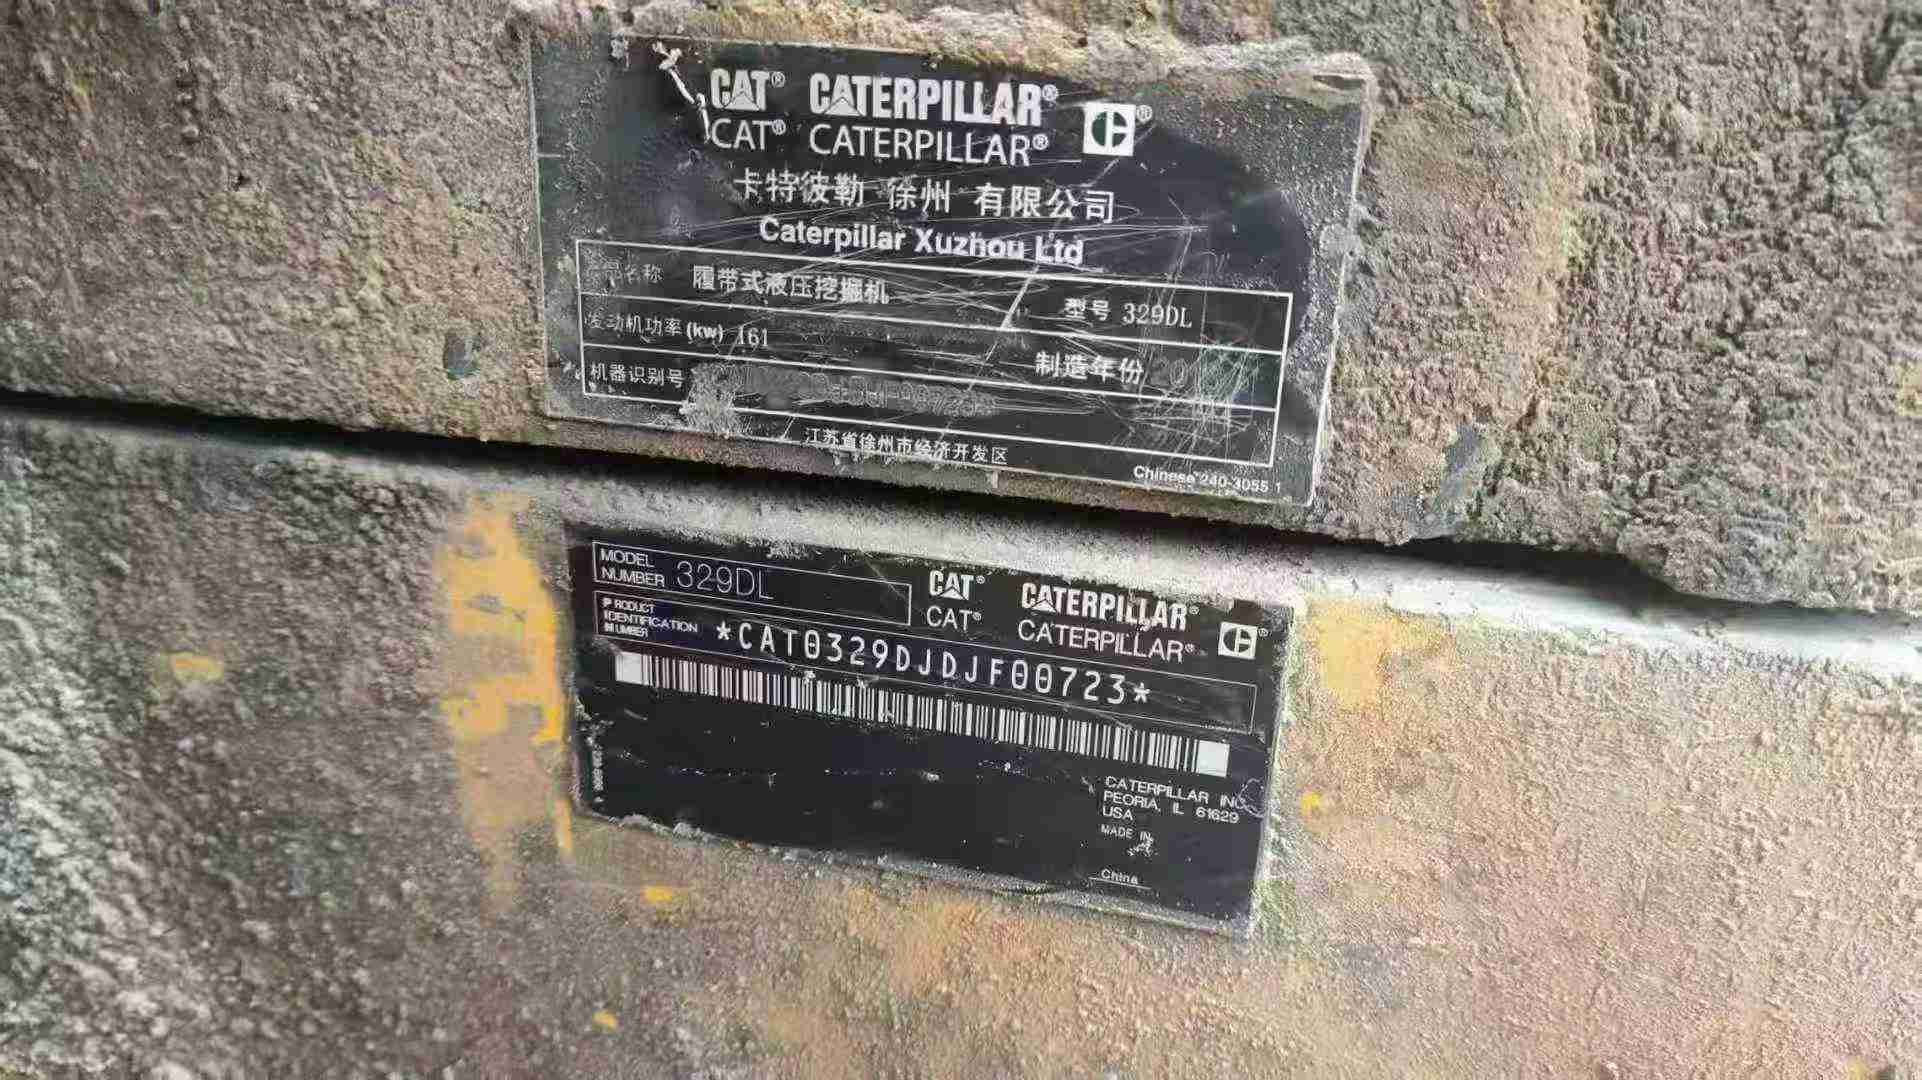 CAT® CATERPILLAR®
CAT® CATERPILLAR®
卡特彼勒 徐州 有限公司
Caterpillar Xuzhou Ltd
品名称 履带式液压挖掘机 型号 329DL
发动机功率(kw) 161 制造年份
机器识别号
江苏省徐州市经济开发区
Chinese 240-3055 1
MODEL NUMBER 329DL
CAT® CATERPILLAR®
CAT® CATERPILLAR®
PRODUCT IDENTIFICATION NUMBER *CAT0329DJDJF00723*
CATERPILLAR INC
PEORIA, IL 61629
USA
MADE IN
China